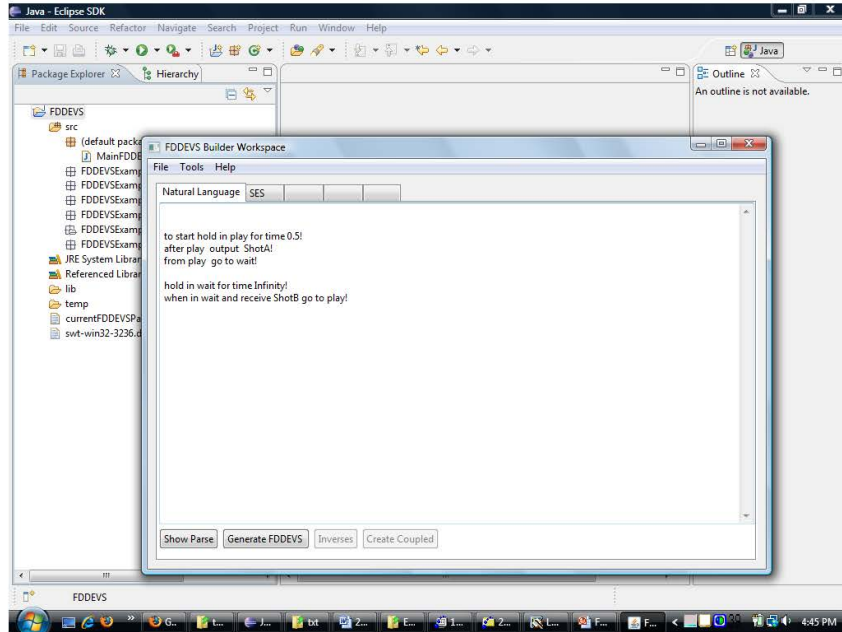 Java - Eclipse SDK
File Edit Source Refactor Navigate Search Project Run Window Help
Java
Package Explorer Hierarchy
Outline
An outline is not available.
FDDEVS
src
(default packa
MainFDDE
FDDEVSExamp
FDDEVSExamp
FDDEVSExamp
FDDEVSExamp
FDDEVSExamp
FDDEVSExamp
JRE System Librar
Referenced Librar
lib
temp
currentFDDEVSPa
swt-win32-3236.d
FDDEVS Builder Workspace
File Tools Help
Natural Language SES
to start hold in play for time 0.5!
after play output ShotA!
from play go to wait!
hold in wait for time Infinity!
when in wait and receive ShotB go to play!
Show Parse Generate FDDEVS Inverses Create Coupled
FDDEVS
G... t... J... txt 2... E... 1... 2... L... F... F... 4:45 PM